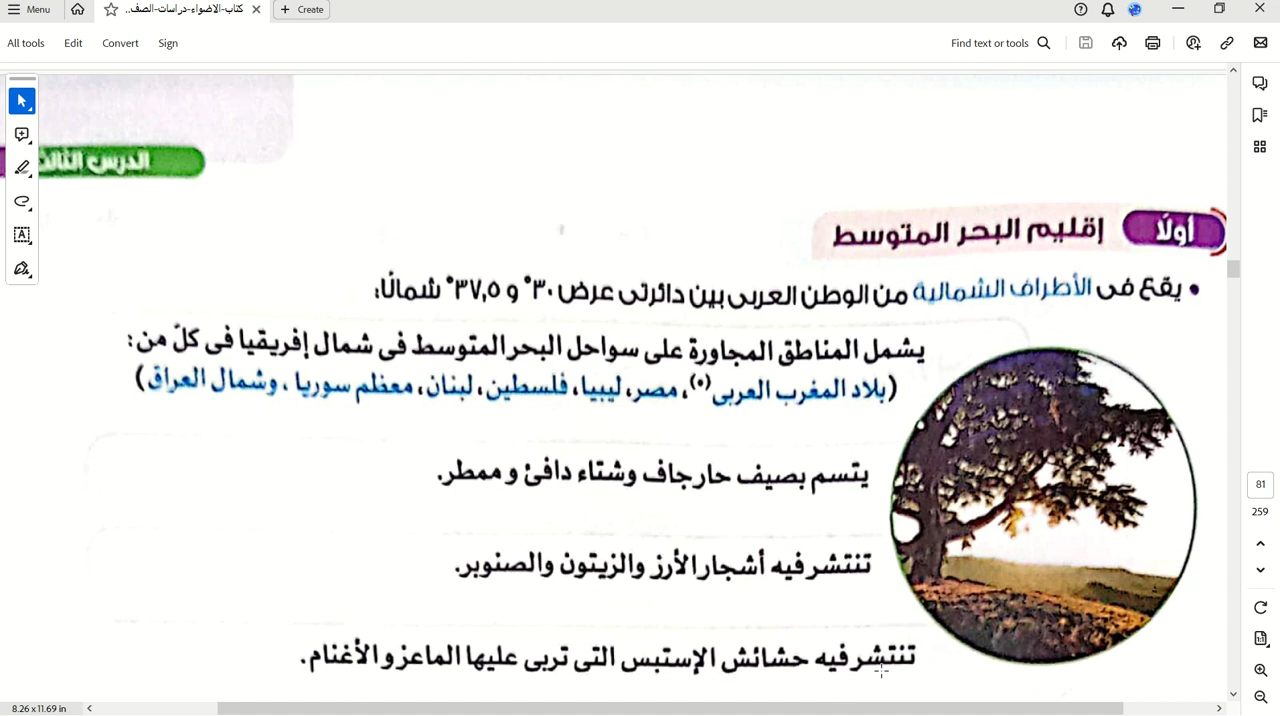 Menu
كتاب-الاضواء-دراسات-الصف..
Create
All tools
Edit
Convert
Sign
Find text or tools
الدرس الثالث
أولًا
إقليم البحر المتوسط
• يقع فى الأطراف الشمالية من الوطن العربى بين دائرتى عرض ٣٠° و ٣٧,٥° شمالًا:
يشمل المناطق المجاورة على سواحل البحر المتوسط فى شمال إفريقيا فى كلّ من:
(بلاد المغرب العربى(*)، مصر، ليبيا، فلسطين، لبنان، معظم سوريا، وشمال العراق)
يتسم بصيف حار جاف وشتاء دافئ و ممطر.
تنتشر فيه أشجار الأرز والزيتون والصنوبر.
تنتشر فيه حشائش الإستبس التى تربى عليها الماعز و الأغنام.
81
259
8.26 x 11.69 in